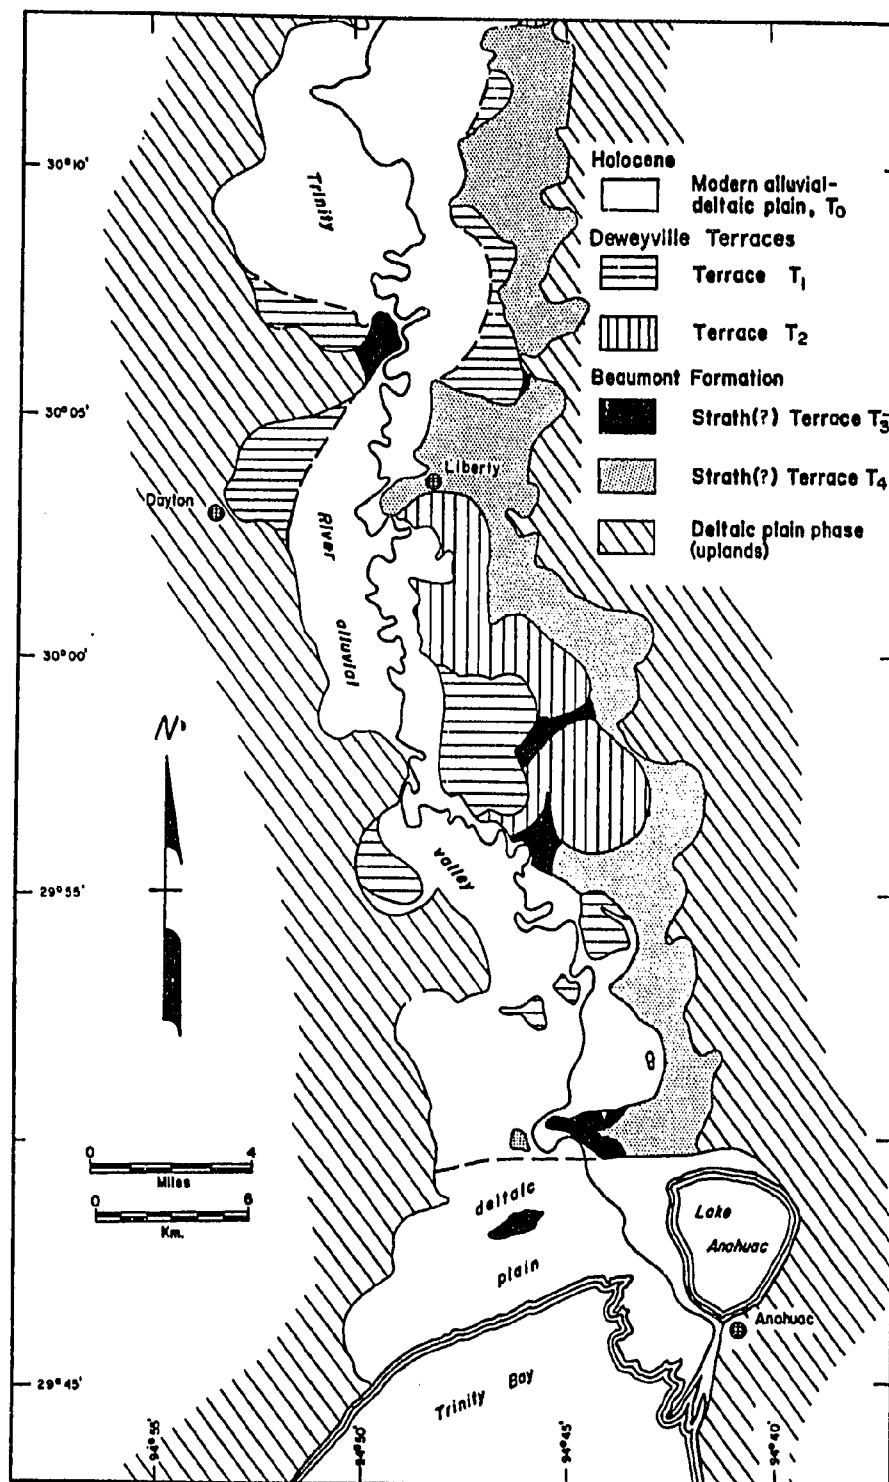 30°10'
30°05'
30°00'
29°55'
29°45'
Holocene
Modern alluvial-
deltaic plain, T0
Deweyville Terraces
Terrace T1
Terrace T2
Beaumont Formation
Strath(?) Terrace T3
Strath(?) Terrace T4
Deltaic plain phase
(uplands)
Trinity
River
alluvial
valley
Liberty
Dayton
N
0 4
Miles
0 6
Km.
deltaic
plain
Lake
Anahuac
Anahuac
Trinity Bay
94°55'
94°50'
94°45'
94°40'